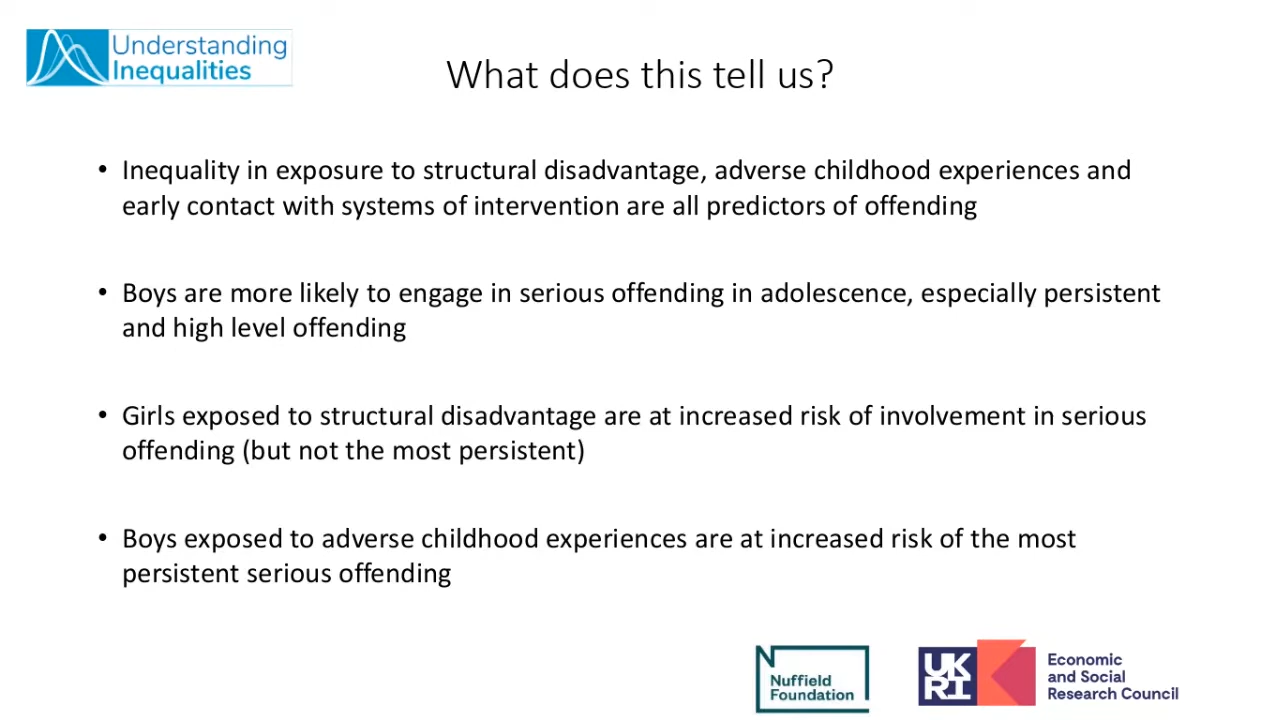 Understanding
Inequalities
What does this tell us?
• Inequality in exposure to structural disadvantage, adverse childhood experiences and
early contact with systems of intervention are all predictors of offending
• Boys are more likely to engage in serious offending in adolescence, especially persistent
and high level offending
• Girls exposed to structural disadvantage are at increased risk of involvement in serious
offending (but not the most persistent)
• Boys exposed to adverse childhood experiences are at increased risk of the most
persistent serious offending
Nuffield
Foundation
UK
RI
Economic
and Social
Research Council